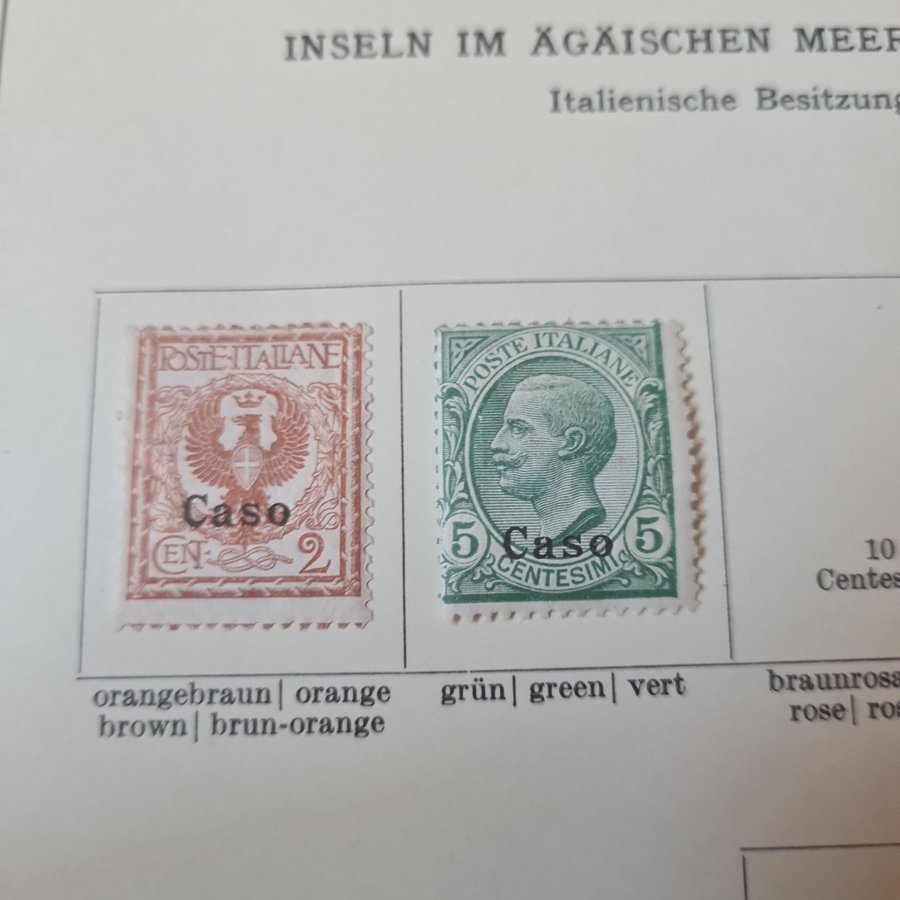 INSELN IM ÄGÄISCHEN MEER
Italienische Besitzung
POSTE·ITALIANE
Caso
CEN. 2
POSTE ITALIANE
5 Caso 5
CENTESIMI
10
Centes
orangebraun| orange
brown| brun-orange
grün| green| vert
braunrosa
rose| ros